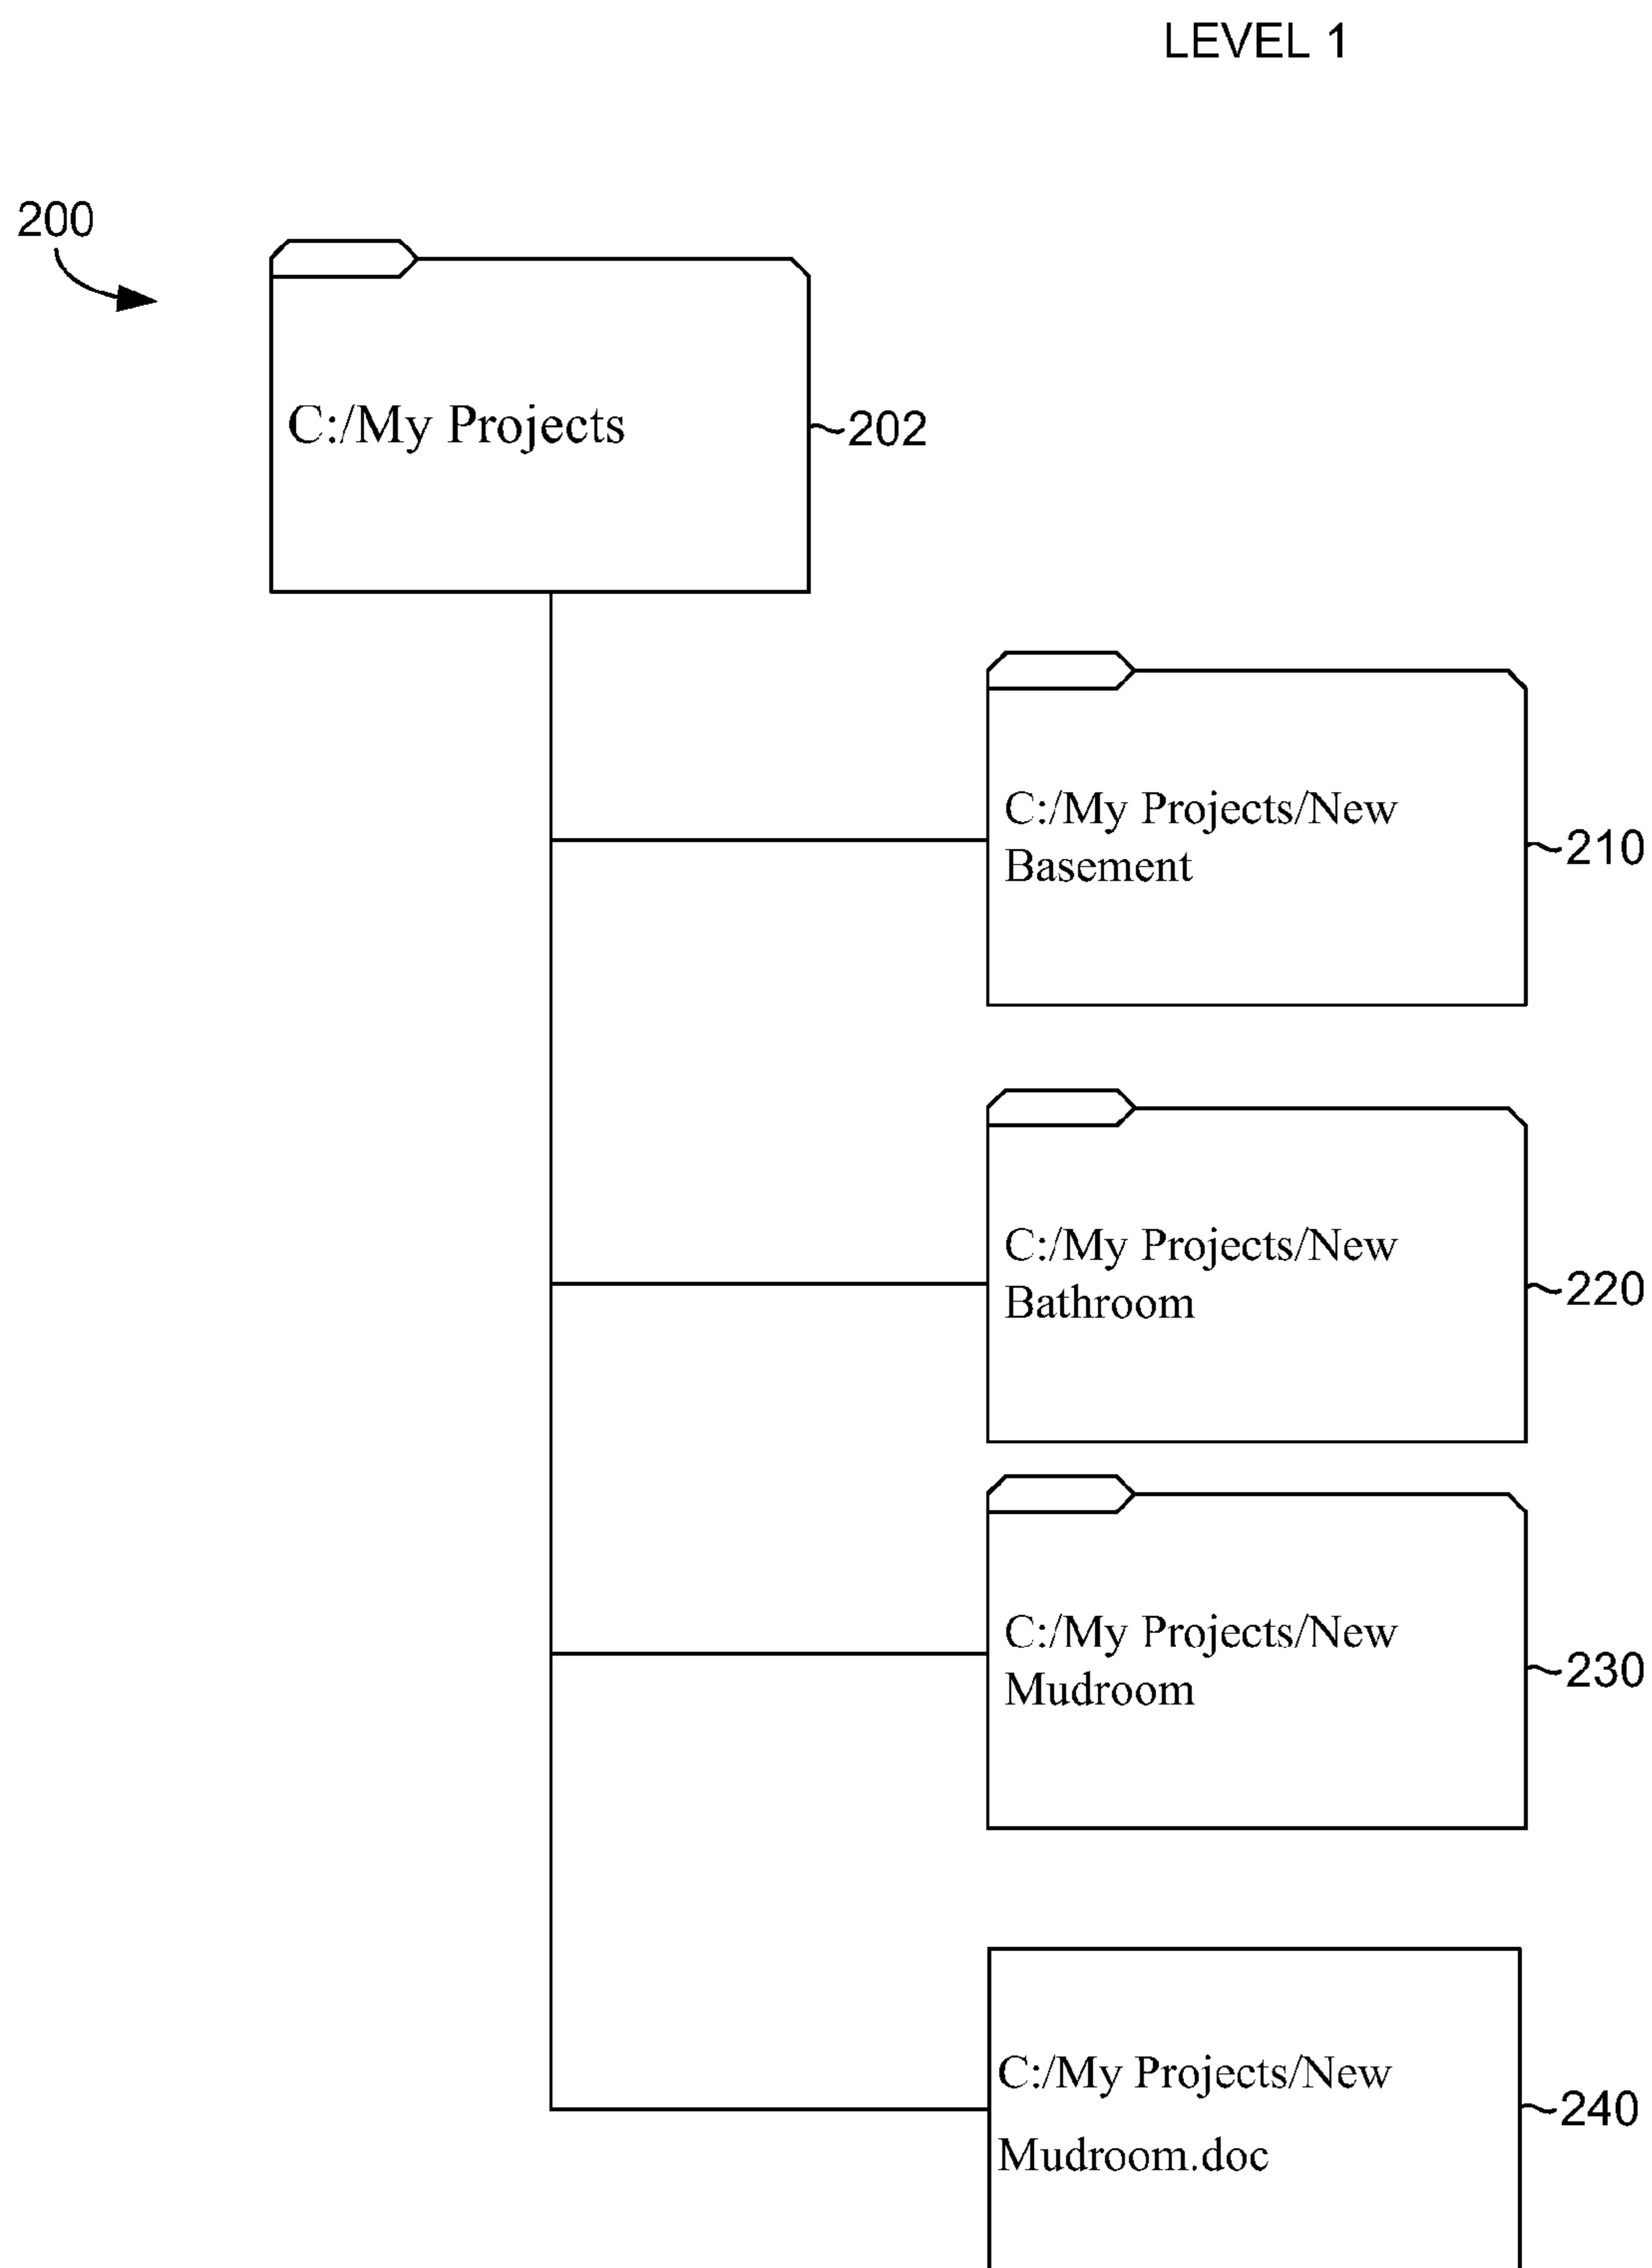 LEVEL 1
200
C:/My Projects
202
C:/My Projects/New
Basement
210
C:/My Projects/New
Bathroom
220
C:/My Projects/New
Mudroom
230
C:/My Projects/New
Mudroom.doc
240